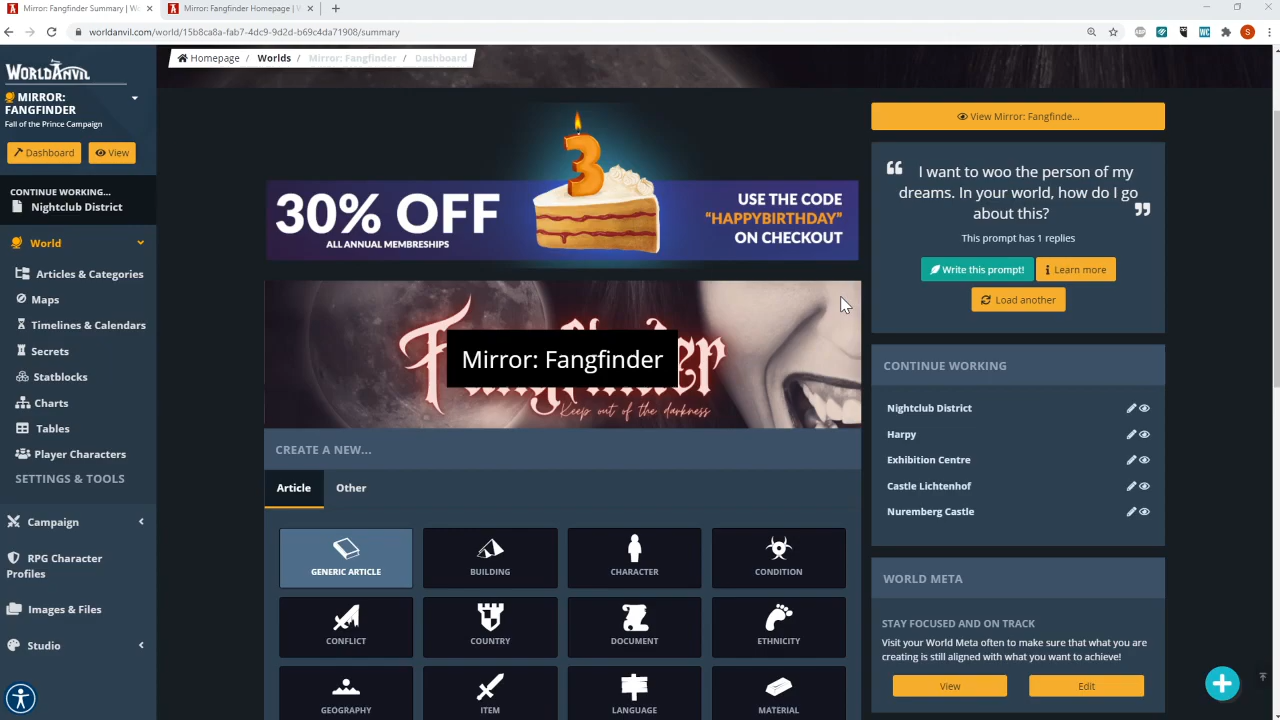 Mirror: Fangfinder Summary | Wo
Mirror: Fangfinder Homepage | W
worldanvil.com/world/15b8ca8a-fab7-4dc9-9d2d-b69c4da71908/summary
WORLDANVIL
MIRROR:
FANGFINDER
Fall of the Prince Campaign
Dashboard
View
CONTINUE WORKING...
Nightclub District
World
Articles & Categories
Maps
Timelines & Calendars
Secrets
Statblocks
Charts
Tables
Player Characters
SETTINGS & TOOLS
Campaign
RPG Character
Profiles
Images & Files
Studio
Homepage / Worlds / Mirror: Fangfinder / Dashboard
3
30% OFF
ALL ANNUAL MEMBRESHIPS
USE THE CODE
“HAPPYBIRTHDAY”
ON CHECKOUT
Fangfinder
Mirror: Fangfinder
Keep out of the darkness
CREATE A NEW...
Article
Other
GENERIC ARTICLE
BUILDING
CHARACTER
CONDITION
CONFLICT
COUNTRY
DOCUMENT
ETHNICITY
GEOGRAPHY
ITEM
LANGUAGE
MATERIAL
View Mirror: Fangfinde...
I want to woo the person of my
dreams. In your world, how do I go
about this?
This prompt has 1 replies
Write this prompt!
Learn more
Load another
CONTINUE WORKING
Nightclub District
Harpy
Exhibition Centre
Castle Lichtenhof
Nuremberg Castle
WORLD META
STAY FOCUSED AND ON TRACK
Visit your World Meta often to make sure that what you are
creating is still aligned with what you want to achieve!
View
Edit